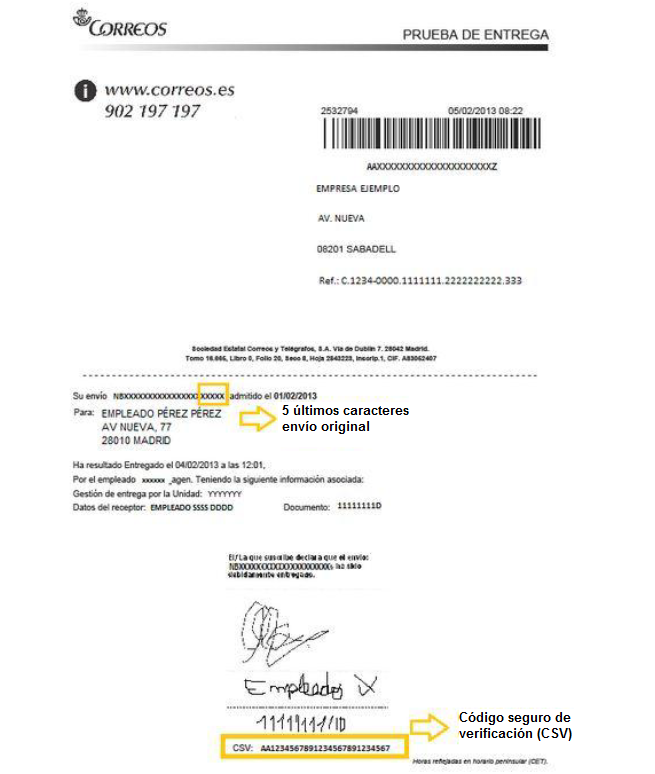 CORREOS
PRUEBA DE ENTREGA
www.correos.es
902 197 197
2532794 05/02/2013 08:22
AAXXXXXXXXXXXXXXXXXXXXXZ
EMPRESA EJEMPLO
AV. NUEVA
08201 SABADELL
Ref.: C.1234-0000.1111111.2222222222.333
Sociedad Estatal Correos y Telégrafos, S.A. Vía de Dublín 7. 28042 Madrid.
Tomo 16.665, Libro 0, Folio 20, Secc 8, Hoja 2843223, Inscrip.1, CIF. A83052407
Su envío NBXXXXXXXXXXXXXXXXXXXXX admitido el 01/02/2013
Para: EMPLEADO PÉREZ PÉREZ
AV NUEVA, 77
28010 MADRID
5 últimos caracteres
envío original
Ha resultado Entregado el 04/02/2013 a las 12:01,
Por el empleado xxxxxx _agen. Teniendo la siguiente información asociada:
Gestión de entrega por la Unidad: YYYYYYY
Datos del receptor: EMPLEADO SSSS DDDD Documento: 11111111D
El/La que suscribe declara que el envío:
NBXXXXXXXXXXXXXXXXXXXXX, ha sido
debidamente entregado.
Empleados X
11111111/D
CSV: AA1234567891234567891234567
Código seguro de
verificación (CSV)
Horas reflejadas en horario peninsular (CET).